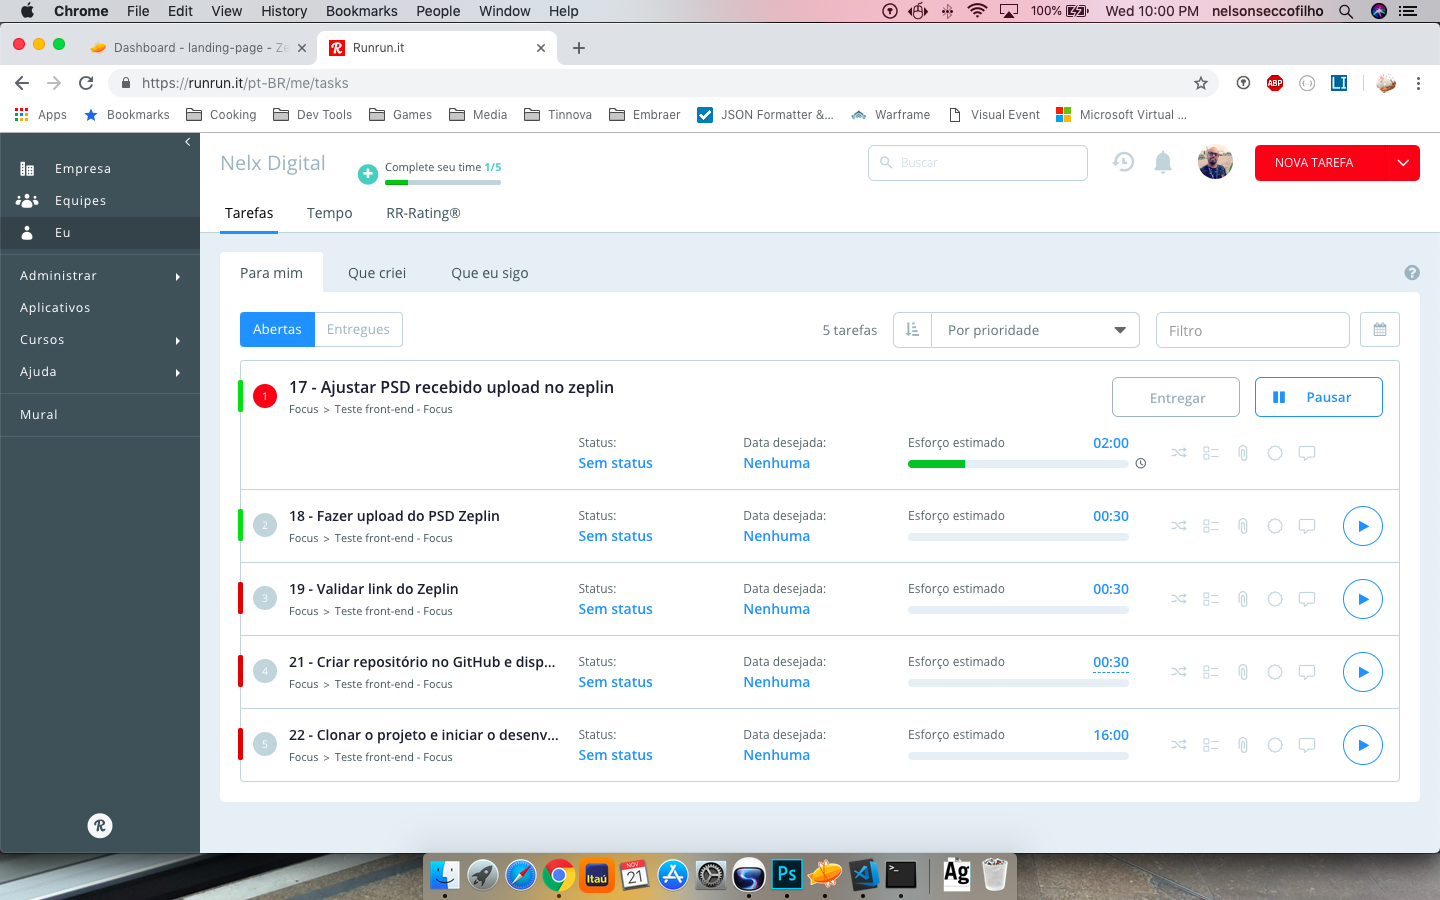 Chrome File Edit View History Bookmarks People Window Help 100% Wed 10:00 PM nelsonseccofilho
Dashboard - landing-page - Ze Runrun.it
https://runrun.it/pt-BR/me/tasks ABP LI
Apps Bookmarks Cooking Dev Tools Games Media Tinnova Embraer JSON Formatter &... Warframe Visual Event Microsoft Virtual ...
Empresa
Equipes
Eu
Administrar
Aplicativos
Cursos
Ajuda
Mural
Nelx Digital
Complete seu time 1/5
Buscar
NOVA TAREFA
Tarefas Tempo RR-Rating®
Para mim Que criei Que eu sigo
Abertas Entregues 5 tarefas Por prioridade Filtro
1 17 - Ajustar PSD recebido upload no zeplin
Focus > Teste front-end - Focus
Entregar Pausar
Status: Data desejada: Esforço estimado 02:00
Sem status Nenhuma
2 18 - Fazer upload do PSD Zeplin Status: Data desejada: Esforço estimado 00:30
Focus > Teste front-end - Focus Sem status Nenhuma
3 19 - Validar link do Zeplin Status: Data desejada: Esforço estimado 00:30
Focus > Teste front-end - Focus Sem status Nenhuma
4 21 - Criar repositório no GitHub e disp... Status: Data desejada: Esforço estimado 00:30
Focus > Teste front-end - Focus Sem status Nenhuma
5 22 - Clonar o projeto e iniciar o desenv... Status: Data desejada: Esforço estimado 16:00
Focus > Teste front-end - Focus Sem status Nenhuma
Itaú NOV 21 Ps Ag